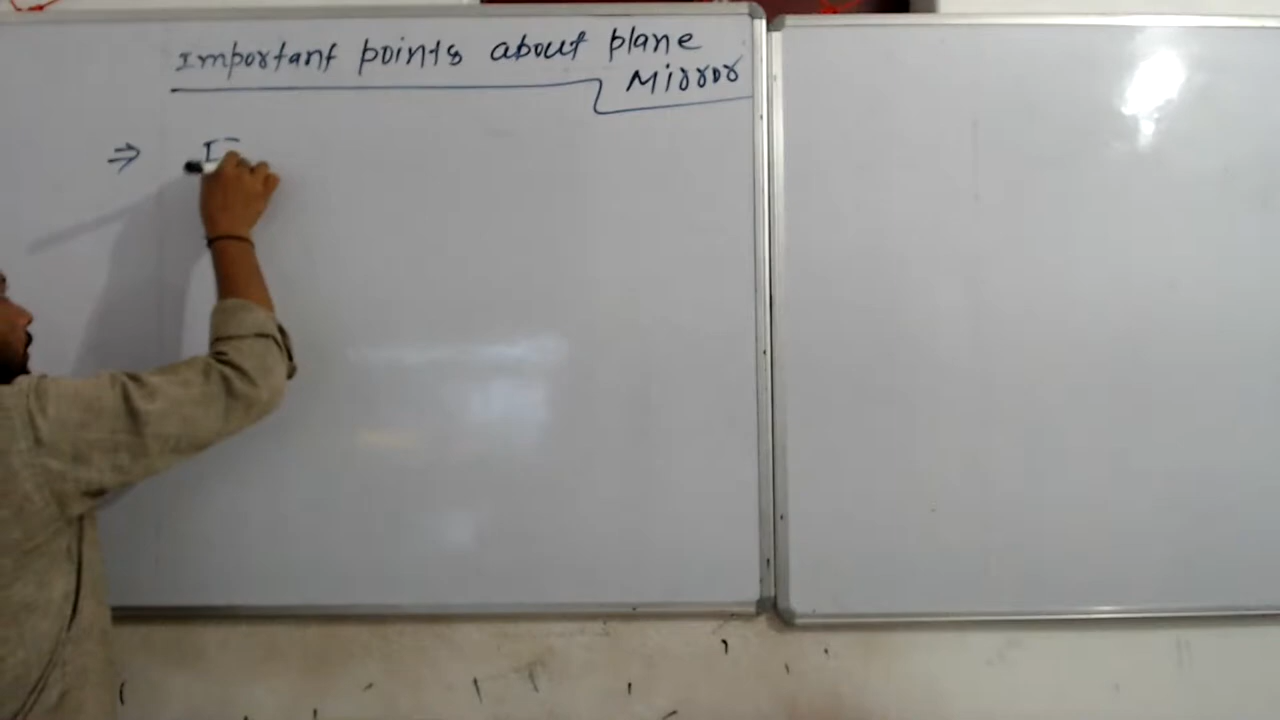 Important points about plane
Mirror
⇒ I